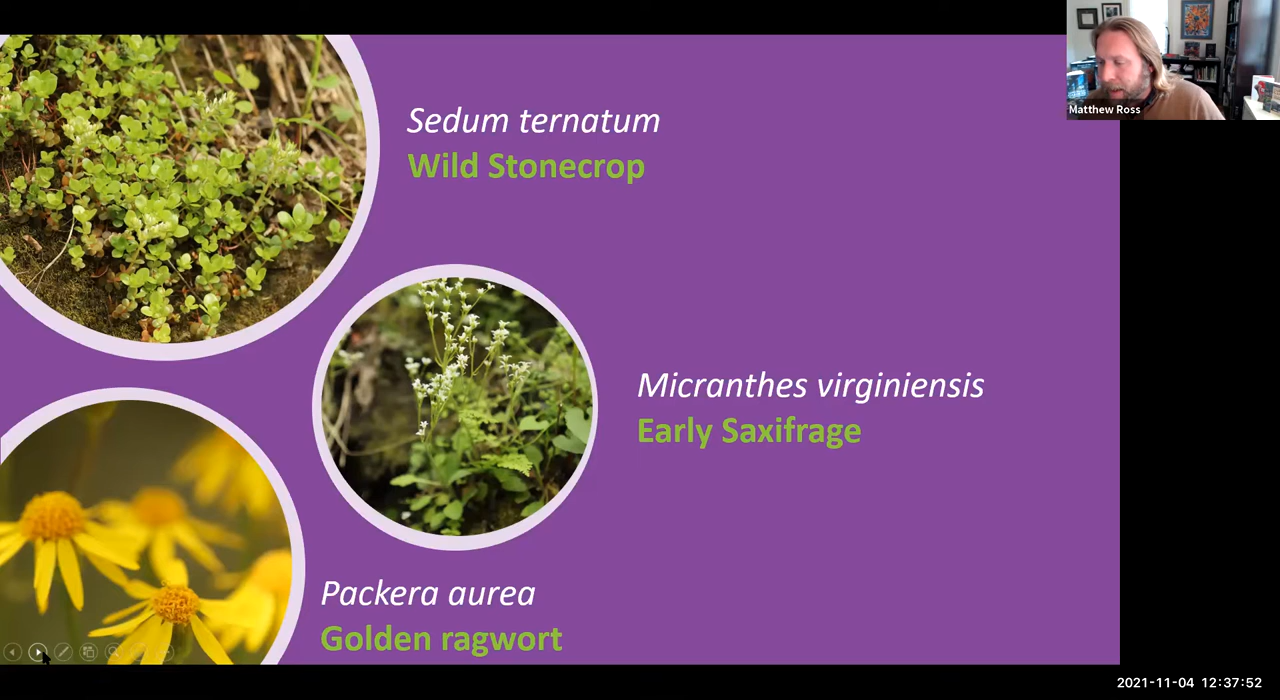 Sedum ternatum
Wild Stonecrop
Matthew Ross
Micranthes virginiensis
Early Saxifrage
Packera aurea
Golden ragwort
2021-11-04 12:37:52